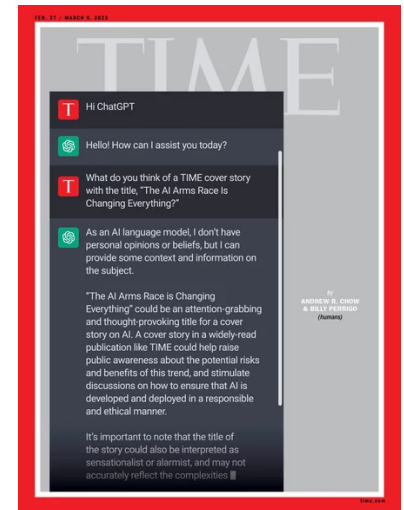 FEB. 27 / MARCH 6, 2023
TIME
T
Hi ChatGPT
Hello! How can I assist you today?
T
What do you think of a TIME cover story
with the title, “The AI Arms Race Is
Changing Everything?”
As an AI language model, I don’t have
personal opinions or beliefs, but I can
provide some context and information on
the subject.
“The AI Arms Race is Changing
Everything” could be an attention-grabbing
and thought-provoking title for a cover
story on AI. A cover story in a widely-read
publication like TIME could help raise
public awareness about the potential risks
and benefits of this trend, and stimulate
discussions on how to ensure that AI is
developed and deployed in a responsible
and ethical manner.
It’s important to note that the title of
the story could also be interpreted as
sensationalist or alarmist, and may not
accurately reflect the complexities
by
ANDREW R. CHOW
& BILLY PERRIGO
(humans)
time.com